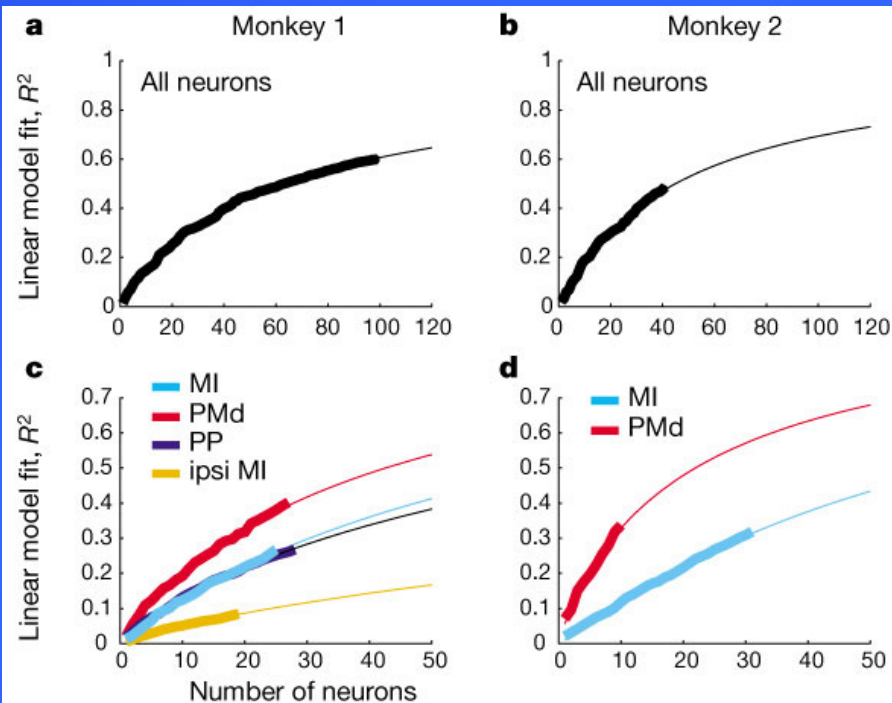 a Monkey 1
b Monkey 2
Linear model fit, R²
1
0.8
0.6
0.4
0.2
0
All neurons
0 20 40 60 80 100 120
1
0.8
0.6
0.4
0.2
0
All neurons
0 20 40 60 80 100 120
c
Linear model fit, R²
0.7
0.6
0.5
0.4
0.3
0.2
0.1
0
MI
PMd
PP
ipsi MI
0 10 20 30 40 50
Number of neurons
d
0.7
0.6
0.5
0.4
0.3
0.2
0.1
0
MI
PMd
0 10 20 30 40 50